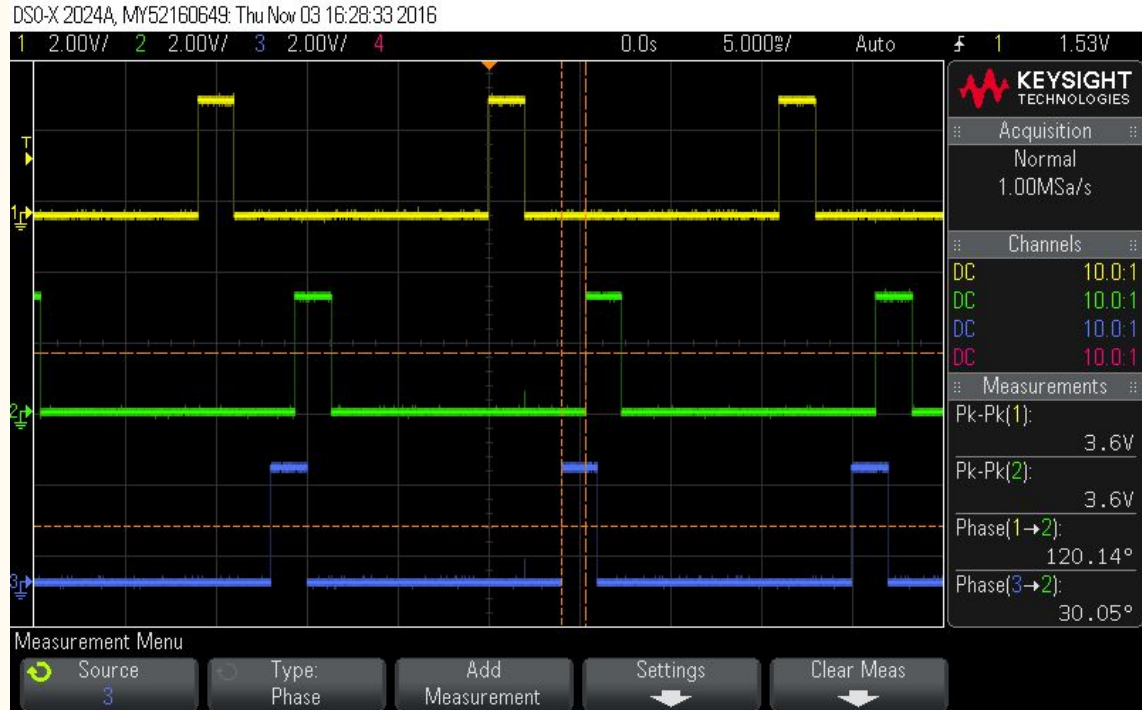 DSO-X 2024A, MY52160649: Thu Nov 03 16:28:33 2016
1 2.00V/ 2 2.00V/ 3 2.00V/ 4 0.0s 5.000ms/ Auto 1 1.53V
KEYSIGHT
TECHNOLOGIES
Acquisition
Normal
1.00MSa/s
Channels
DC 10.0:1
DC 10.0:1
DC 10.0:1
DC 10.0:1
Measurements
Pk-Pk(1):
3.6V
Pk-Pk(2):
3.6V
Phase(1→2):
120.14°
Phase(3→2):
30.05°
T
1
2
3
Measurement Menu
Source
3
Type:
Phase
Add
Measurement
Settings
Clear Meas